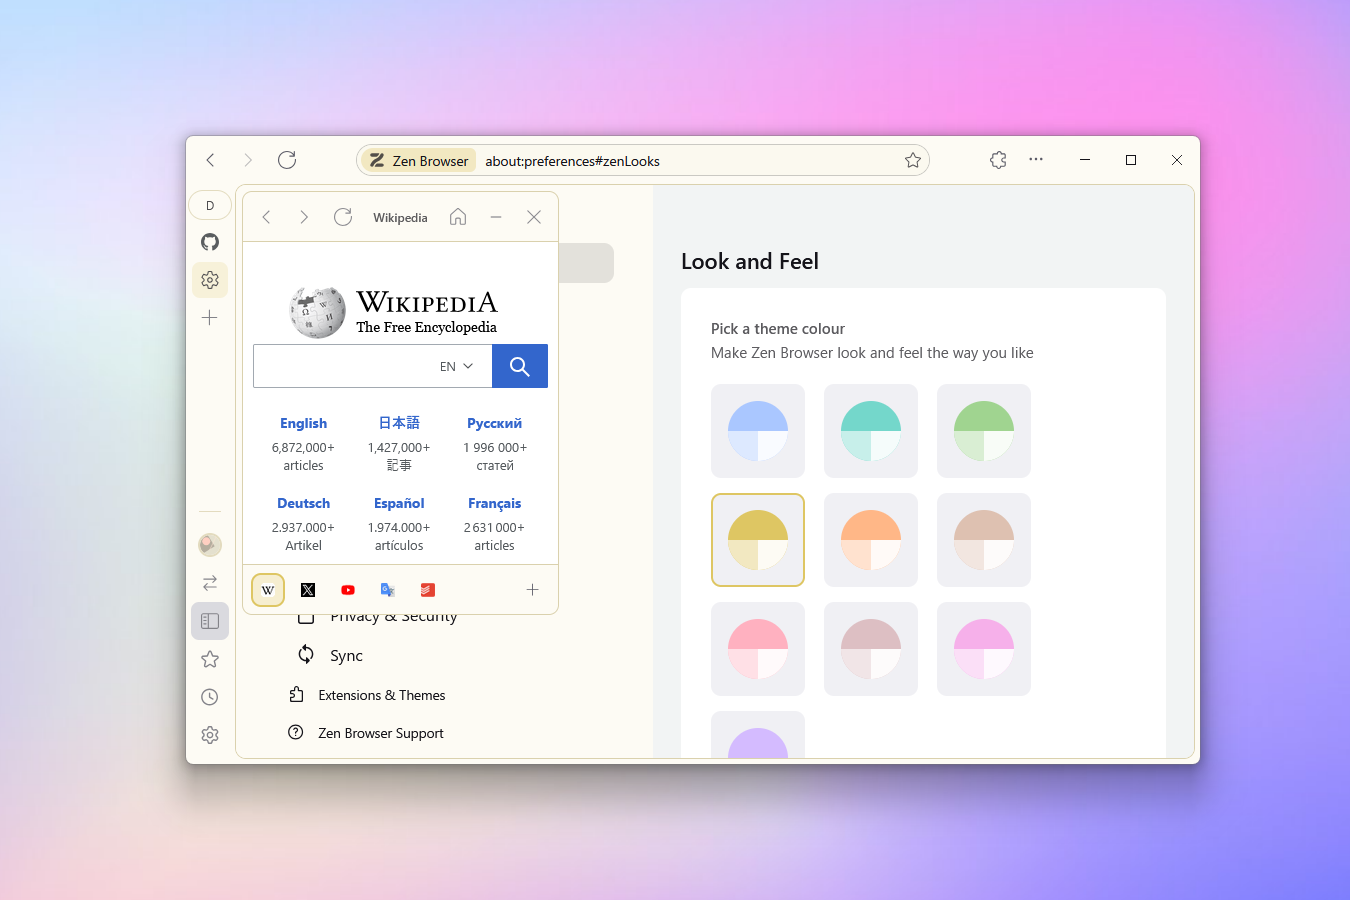 Zen Browser about:preferences#zenLooks
D
Wikipedia
WIKIPEDIA
The Free Encyclopedia
EN
English 日本語 Русский
6,872,000+ 1,427,000+ 1 996 000+
articles 記事 статей
Deutsch Español Français
2.937.000+ 1.974.000+ 2 631 000+
Artikel artículos articles
Privacy & Security
Sync
Extensions & Themes
Zen Browser Support
Look and Feel
Pick a theme colour
Make Zen Browser look and feel the way you like